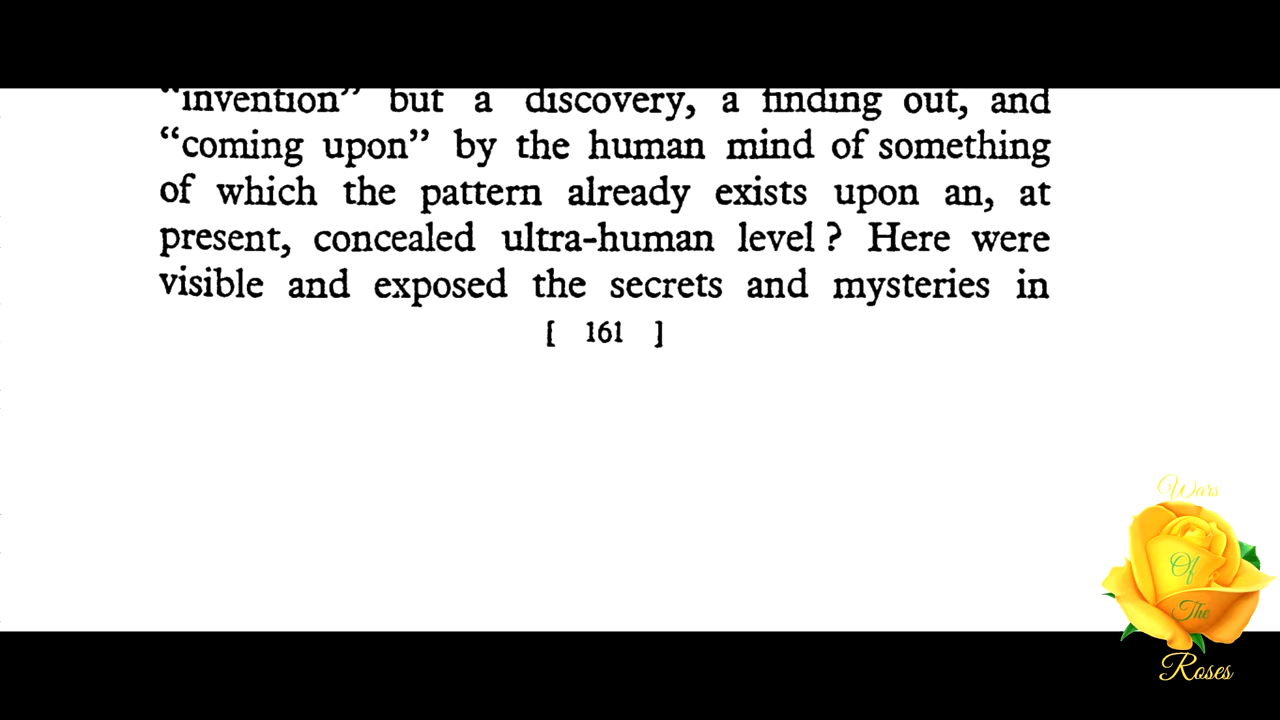 “invention” but a discovery, a finding out, and
“coming upon” by the human mind of something
of which the pattern already exists upon an, at
present, concealed ultra-human level ? Here were
visible and exposed the secrets and mysteries in
[ 161 ]
Wars
Of
The
Roses